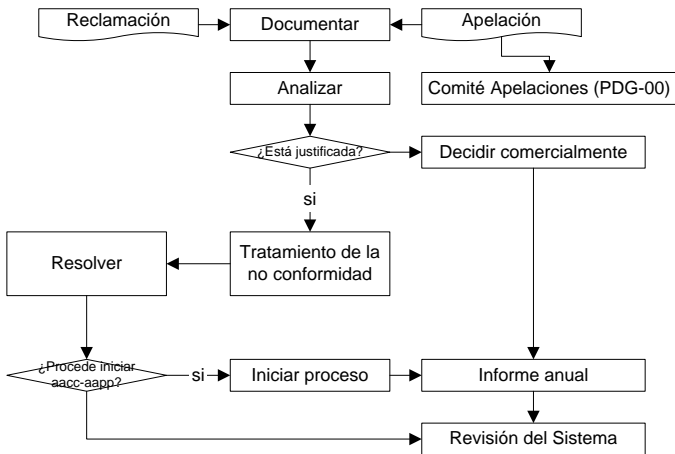 Reclamación
Documentar
Apelación
Analizar
Comité Apelaciones (PDG-00)
¿Está justificada?
Decidir comercialmente
si
Resolver
Tratamiento de la
no conformidad
¿Procede iniciar
aacc-aapp?
si
Iniciar proceso
Informe anual
Revisión del Sistema